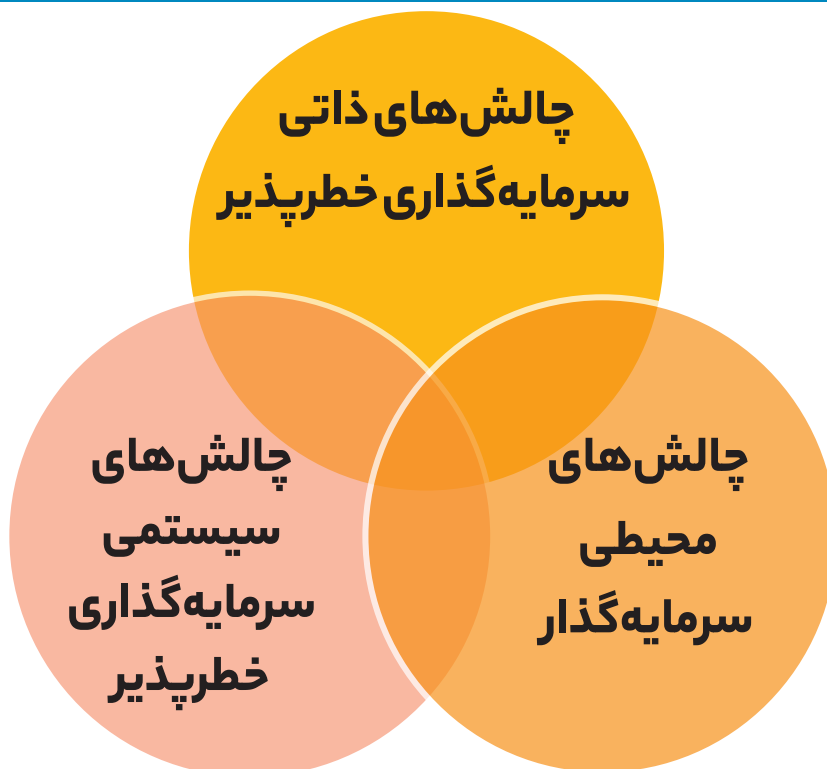 چالش‌های ذاتی
سرمایه‌گذاری خطرپذیر
چالش‌های
محیطی
سرمایه‌گذار
چالش‌های
سیستمی
سرمایه‌گذاری
خطرپذیر